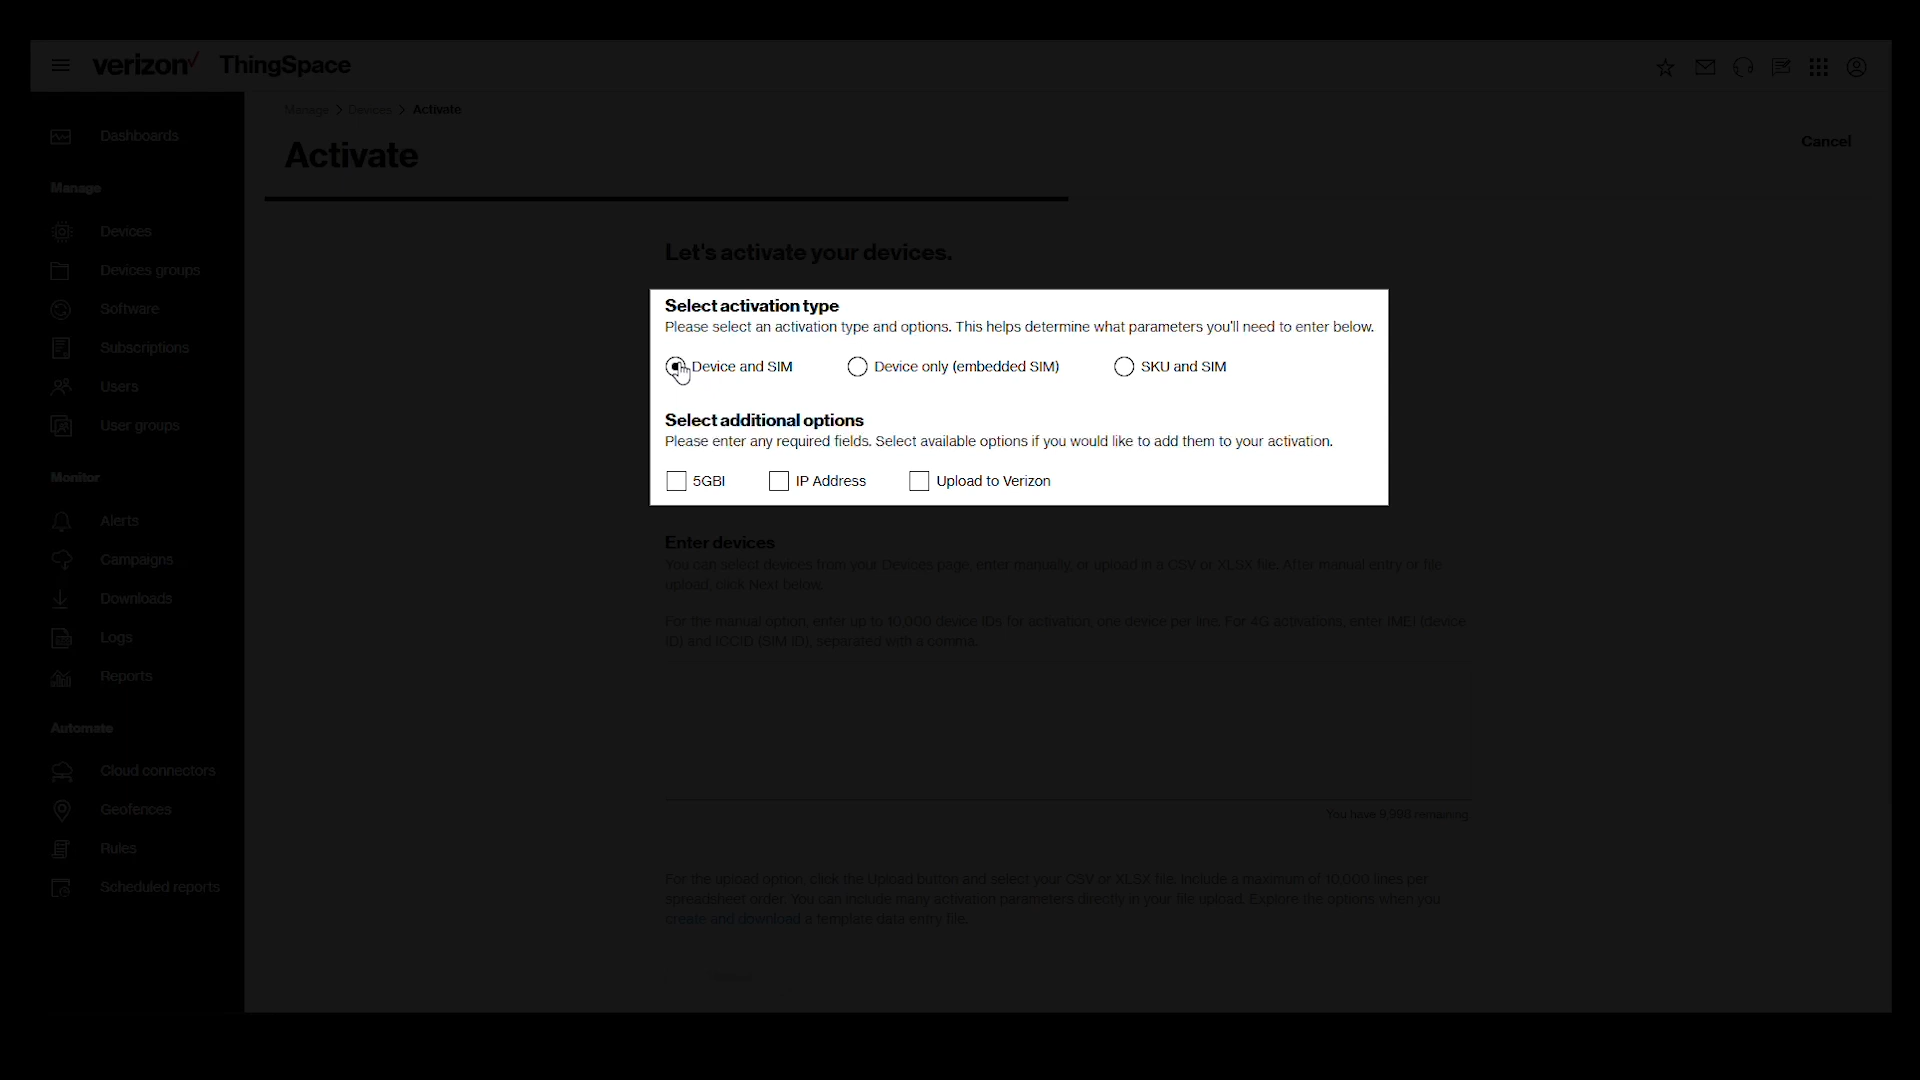 verizon ThingSpace
Manage > Devices > Activate
Activate
Cancel
Dashboards
Manage
Devices
Devices groups
Software
Subscriptions
Users
User groups
Monitor
Alerts
Campaigns
Downloads
Logs
Reports
Automate
Cloud connectors
Geofences
Rules
Scheduled reports
Let's activate your devices.
Select activation type
Please select an activation type and options. This helps determine what parameters you'll need to enter below.
Device and SIM Device only (embedded SIM) SKU and SIM
Select additional options
Please enter any required fields. Select available options if you would like to add them to your activation.
5GBI IP Address Upload to Verizon
Enter devices
You can select devices from your Devices page, enter manually, or upload in a CSV or XLSX file. After manual entry or file
upload, click Next below.
For the manual option, enter up to 10,000 device IDs for activation, one device per line. For 4G activations, enter IMEI (device
ID) and ICCID (SIM ID), separated with a comma.
You have 9,998 remaining
For the upload option, click the Upload button and select your CSV or XLSX file. Include a maximum of 10,000 lines per
spreadsheet order. You can include many activation parameters directly in your file upload. Explore the options when you
create and download a template data entry file.